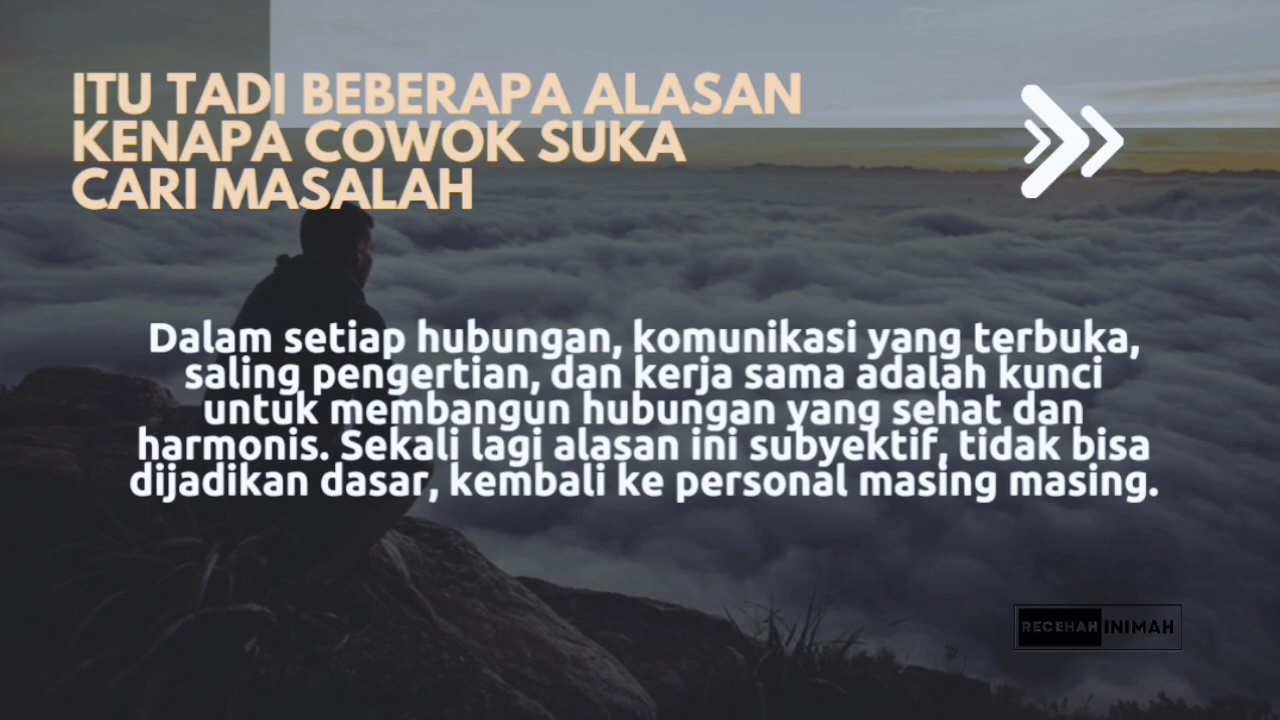 ITU TADI BEBERAPA ALASAN
KENAPA COWOK SUKA
CARI MASALAH
Dalam setiap hubungan, komunikasi yang terbuka,
saling pengertian, dan kerja sama adalah kunci
untuk membangun hubungan yang sehat dan
harmonis. Sekali lagi alasan ini subyektif, tidak bisa
dijadikan dasar, kembali ke personal masing masing.
RECEHAN INIMAH